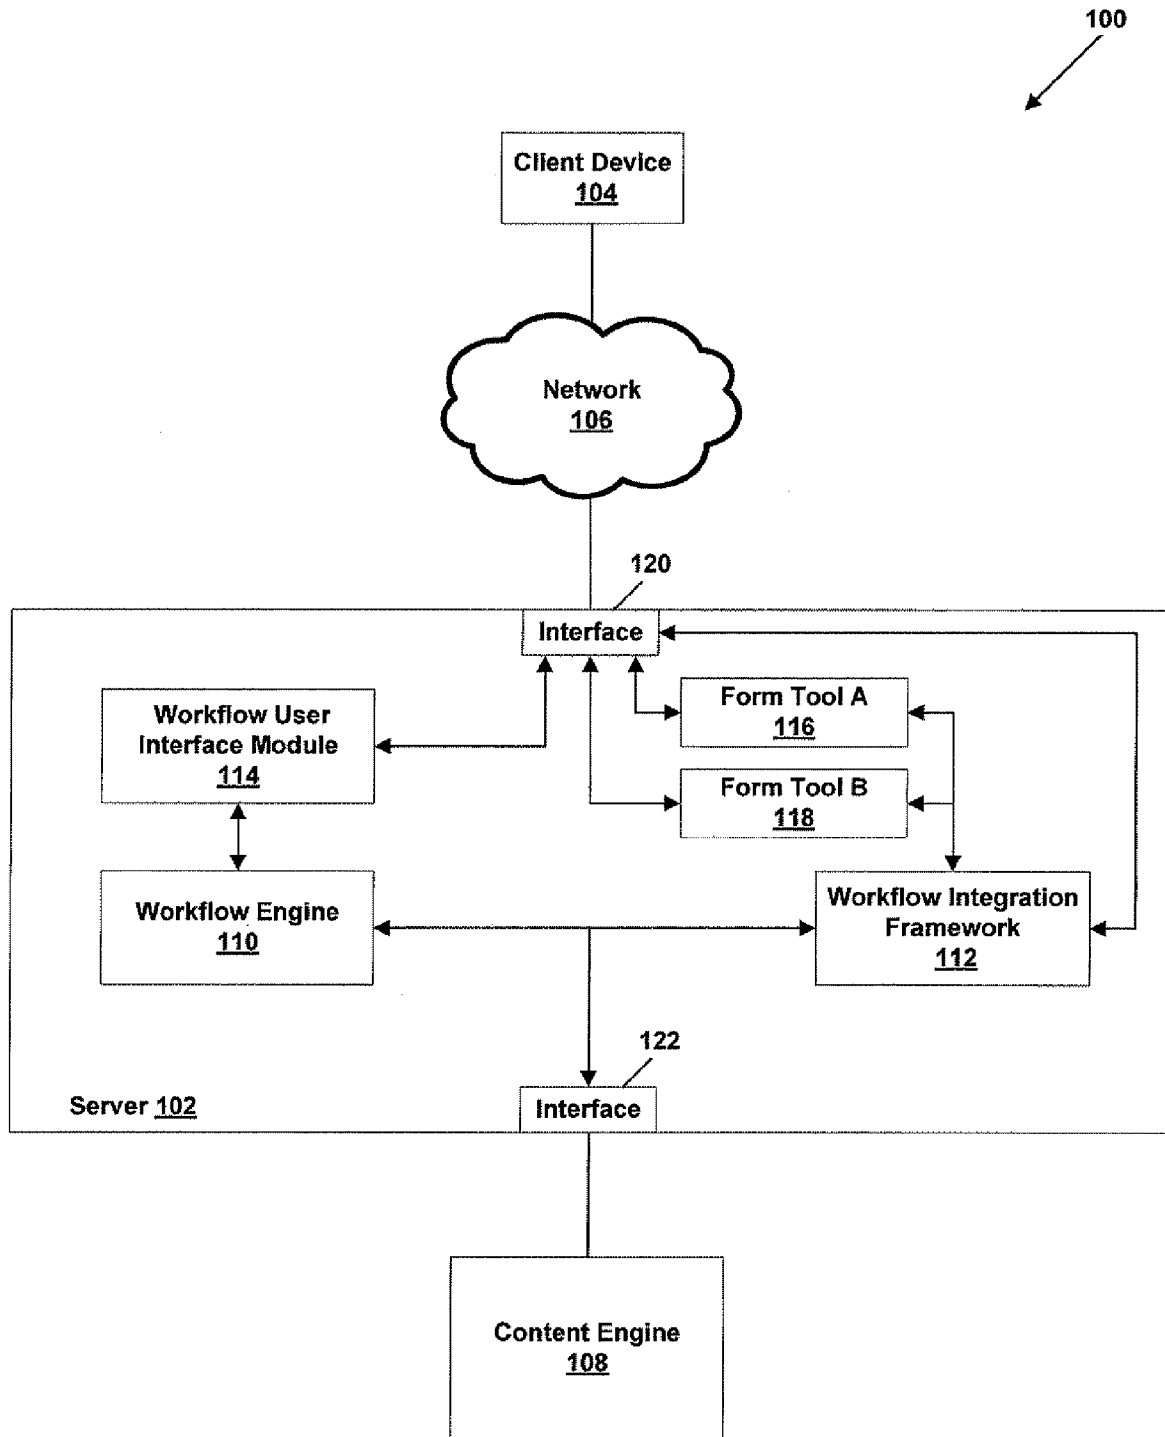 100
Client Device
104
Network
106
120
Interface
Workflow User
Interface Module
114
Form Tool A
116
Form Tool B
118
Workflow Engine
110
Workflow Integration
Framework
112
122
Server 102
Interface
Content Engine
108